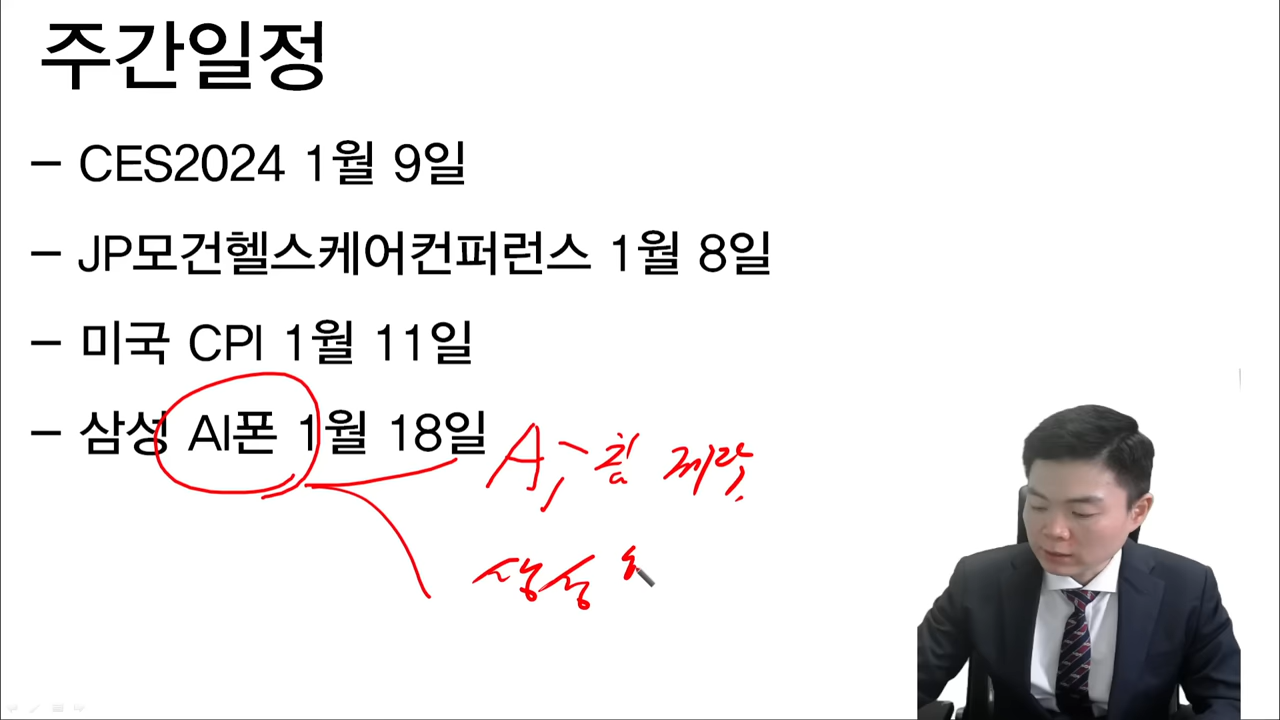 주간일정
- CES2024 1월 9일
- JP모건헬스케어컨퍼런스 1월 8일
- 미국 CPI 1월 11일
- 삼성 AI폰 1월 18일